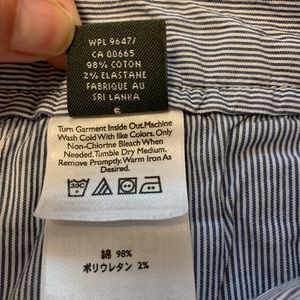 WPL 9647/
CA 00665
98% COTON
2% ELASTANE
FABRIQUE AU
SRI LANKA
6
Turn Garment Inside Out. Machine
Wash Cold With like Colors. Only
Non-Chlorine Bleach When
Needed. Tumble Dry Medium.
Remove Promptly. Warm Iron As
Desired.
綿 98%
ポリウレタン 2%